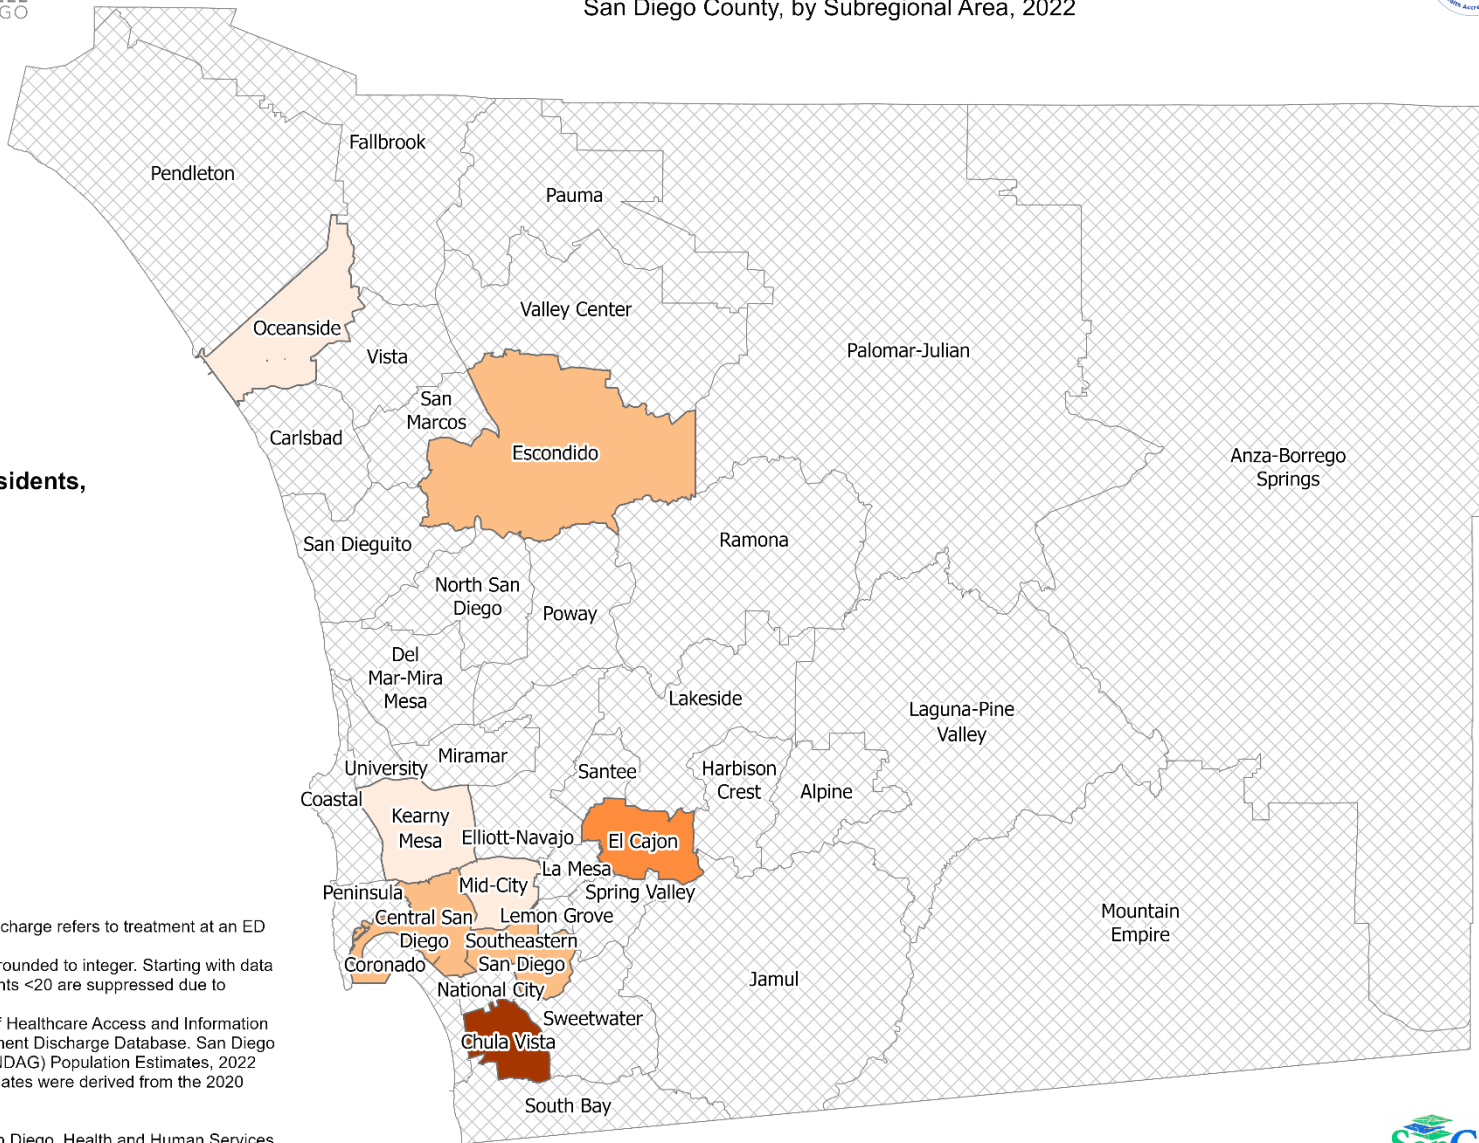 GO
San Diego County, by Subregional Area, 2022
Fallbrook
Pendleton
Pauma
Valley Center
Oceanside
Vista
Palomar-Julian
San
Marcos
Carlsbad
Escondido
Anza-Borrego
Springs
sidents,
San Dieguito
Ramona
North San
Diego
Poway
Del
Mar-Mira
Mesa
Lakeside
Laguna-Pine
Valley
Miramar
University
Santee
Harbison
Crest
Alpine
Coastal
Kearny
Mesa
Elliott-Navajo
El Cajon
La Mesa
Mid-City
Peninsula
Spring Valley
Central San
Diego
Lemon Grove
Mountain
Empire
Southeastern
San Diego
Coronado
Jamul
National City
Sweetwater
Chula Vista
South Bay
charge refers to treatment at an ED
rounded to integer. Starting with data
nts <20 are suppressed due to
f Healthcare Access and Information
nent Discharge Database. San Diego
NDAG) Population Estimates, 2022
ates were derived from the 2020
n Diego, Health and Human Services